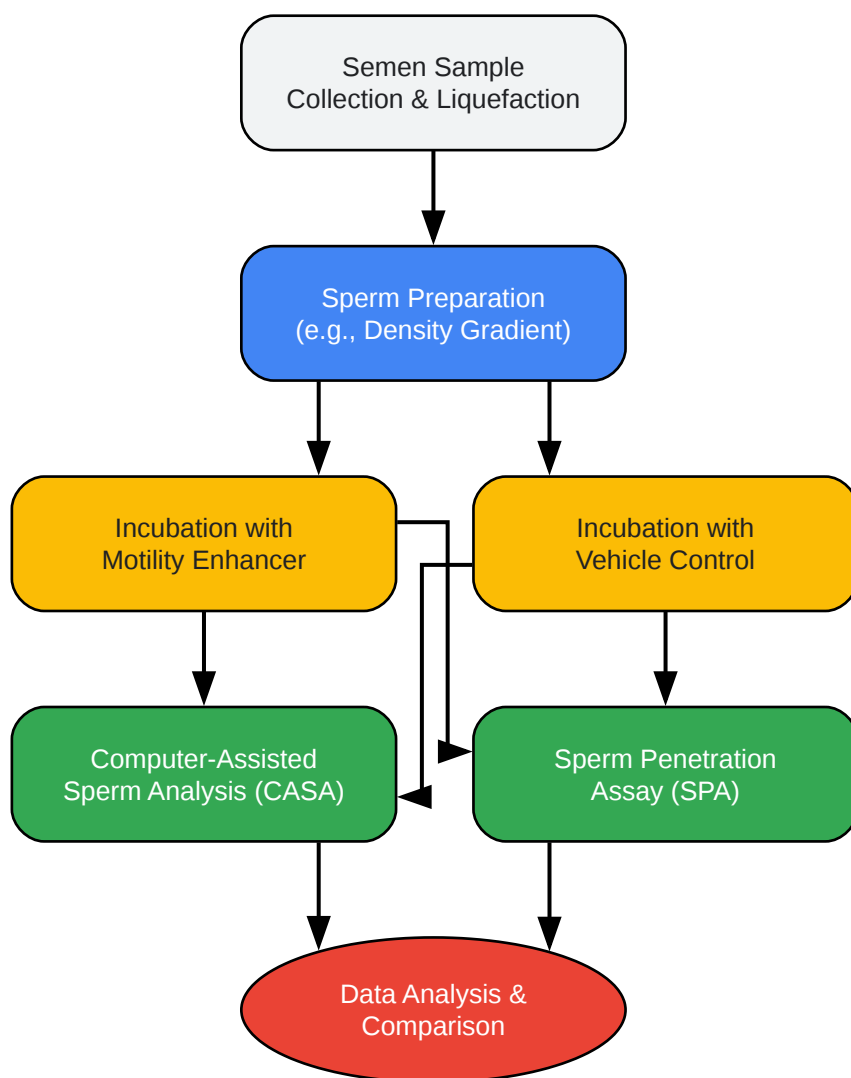 Semen Sample
Collection & Liquefaction
Sperm Preparation
(e.g., Density Gradient)
Incubation with
Motility Enhancer
Incubation with
Vehicle Control
Computer-Assisted
Sperm Analysis (CASA)
Sperm Penetration
Assay (SPA)
Data Analysis &
Comparison